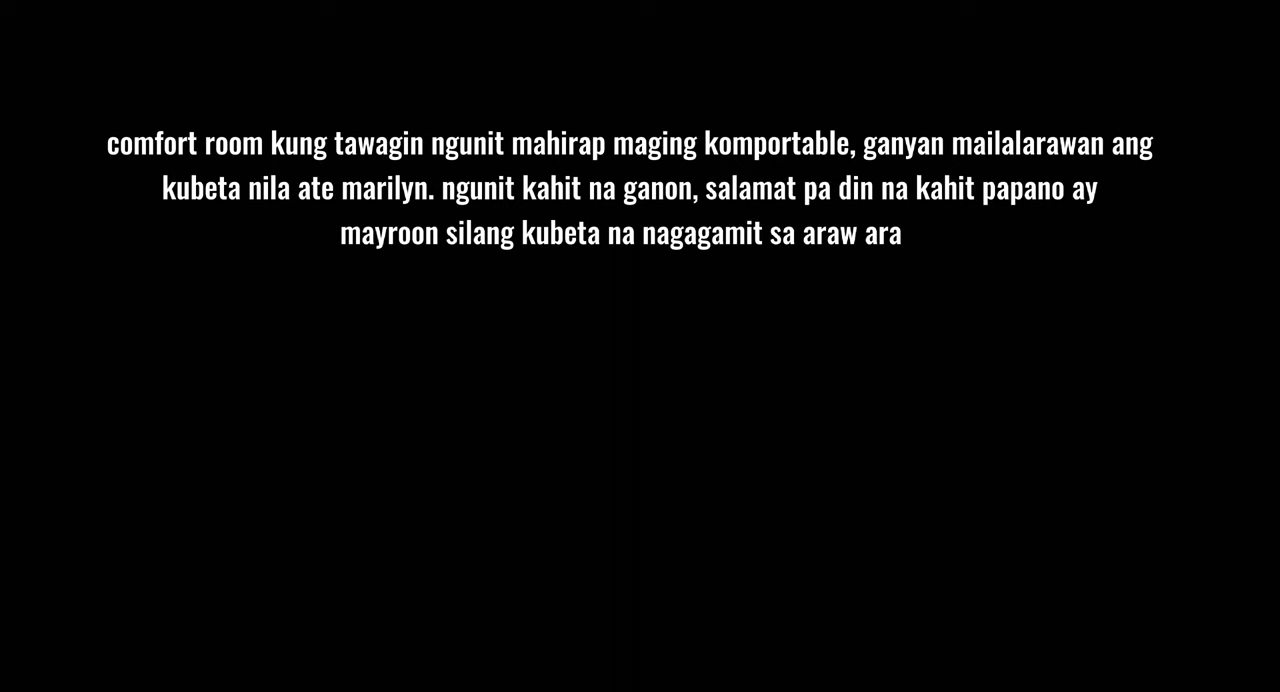 comfort room kung tawagin ngunit mahirap maging komportable, ganyan mailalarawan ang
kubeta nila ate marilyn. ngunit kahit na ganon, salamat pa din na kahit papano ay
mayroon silang kubeta na nagagamit sa araw ara